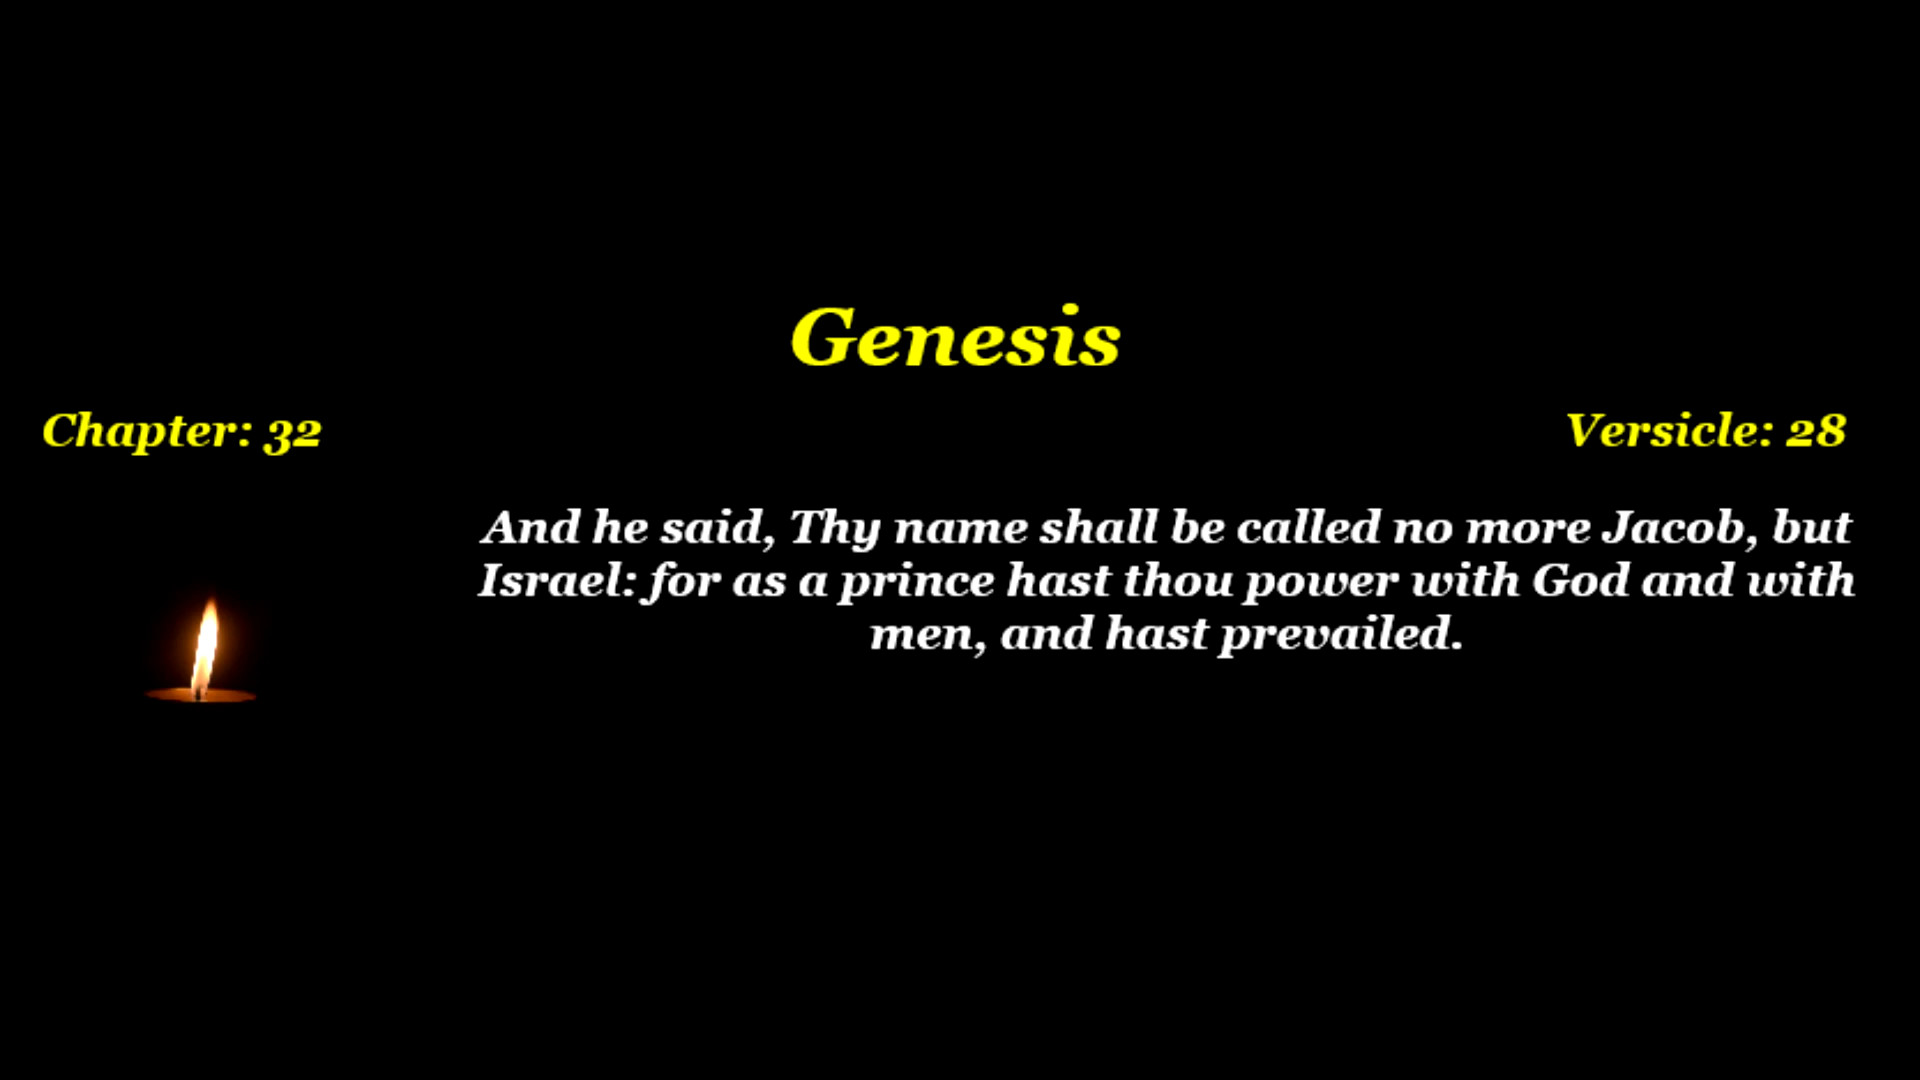 Genesis
Chapter: 32
Versicle: 28
And he said, Thy name shall be called no more Jacob, but
Israel: for as a prince hast thou power with God and with
men, and hast prevailed.